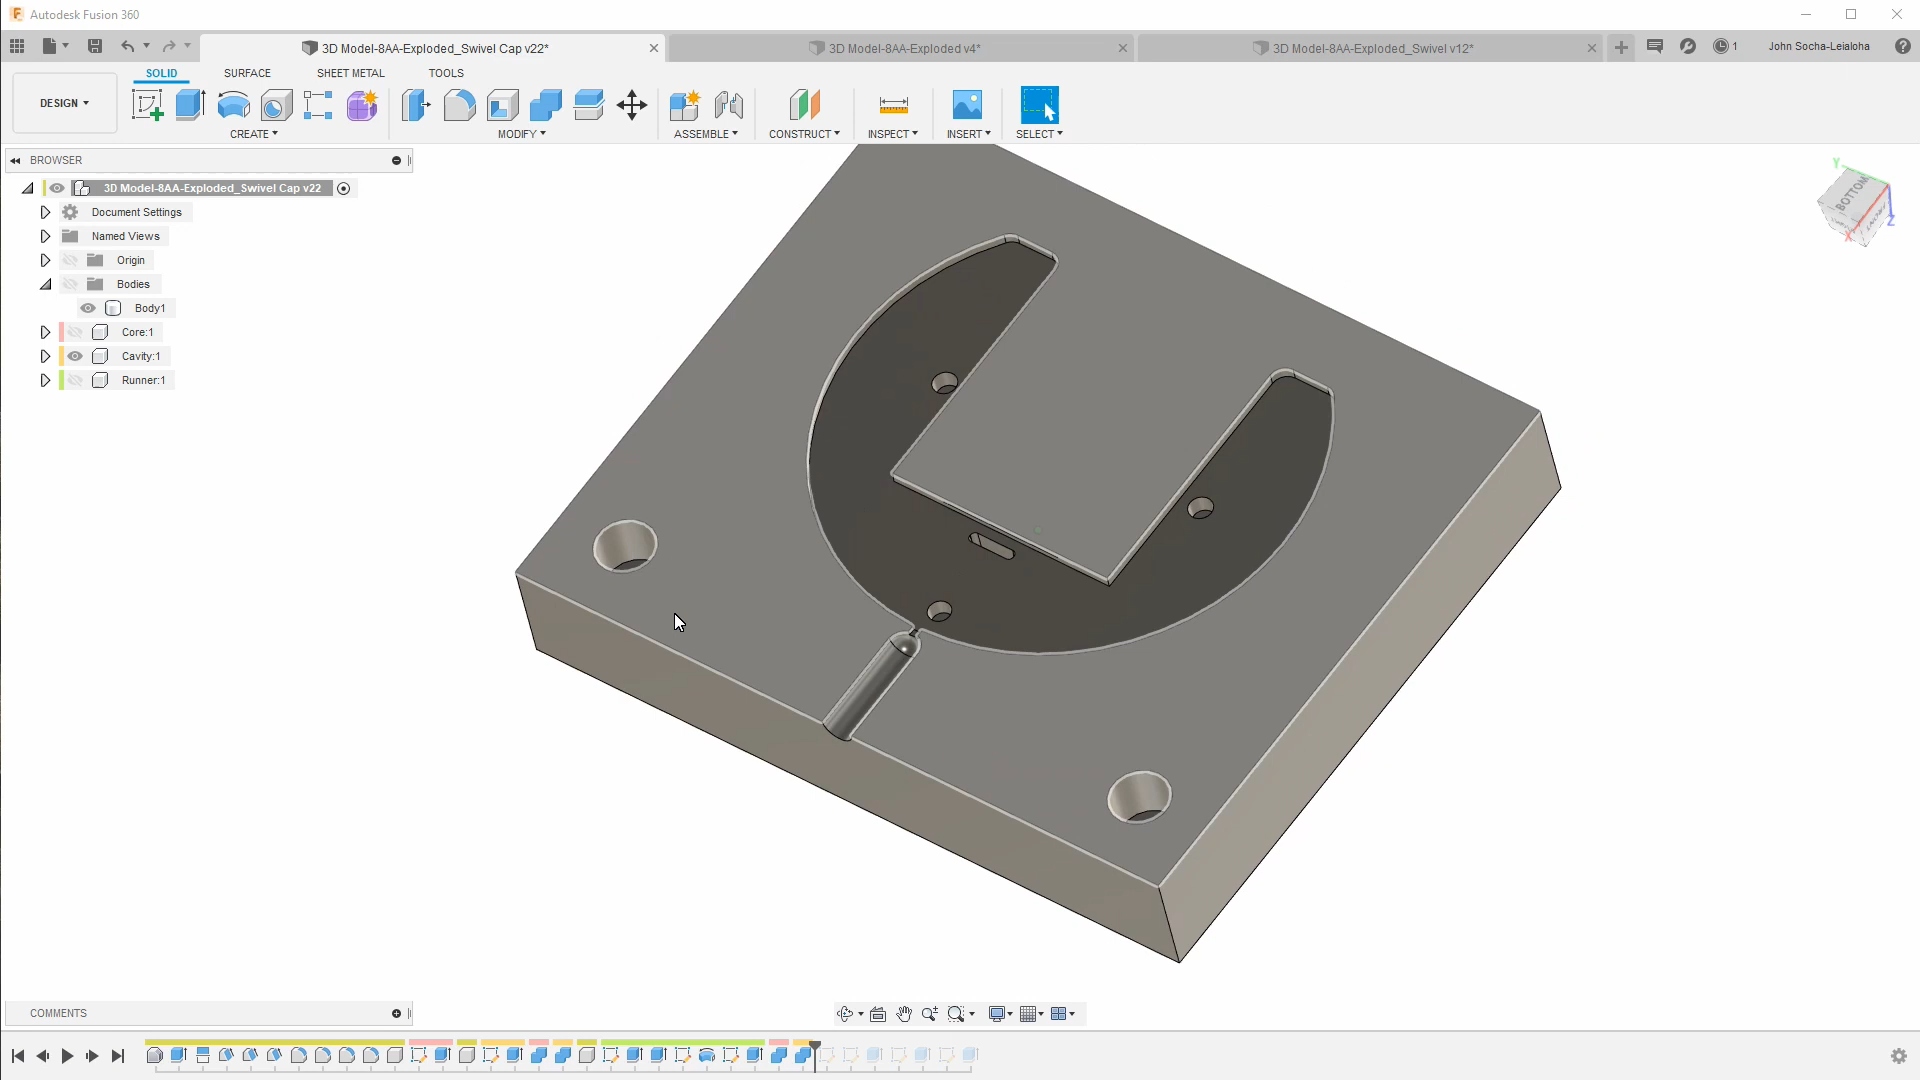 Autodesk Fusion 360
3D Model-8AA-Exploded_Swivel Cap v22*
3D Model-8AA-Exploded v4*
3D Model-8AA-Exploded_Swivel v12*
1
John Socha-Leialoha
SOLID
SURFACE
SHEET METAL
TOOLS
DESIGN
CREATE
MODIFY
ASSEMBLE
CONSTRUCT
INSPECT
INSERT
SELECT
BROWSER
3D Model-8AA-Exploded_Swivel Cap v22
Document Settings
Named Views
Origin
Bodies
Body1
Core:1
Cavity:1
Runner:1
Y
BOTTOM
Z
X
COMMENTS